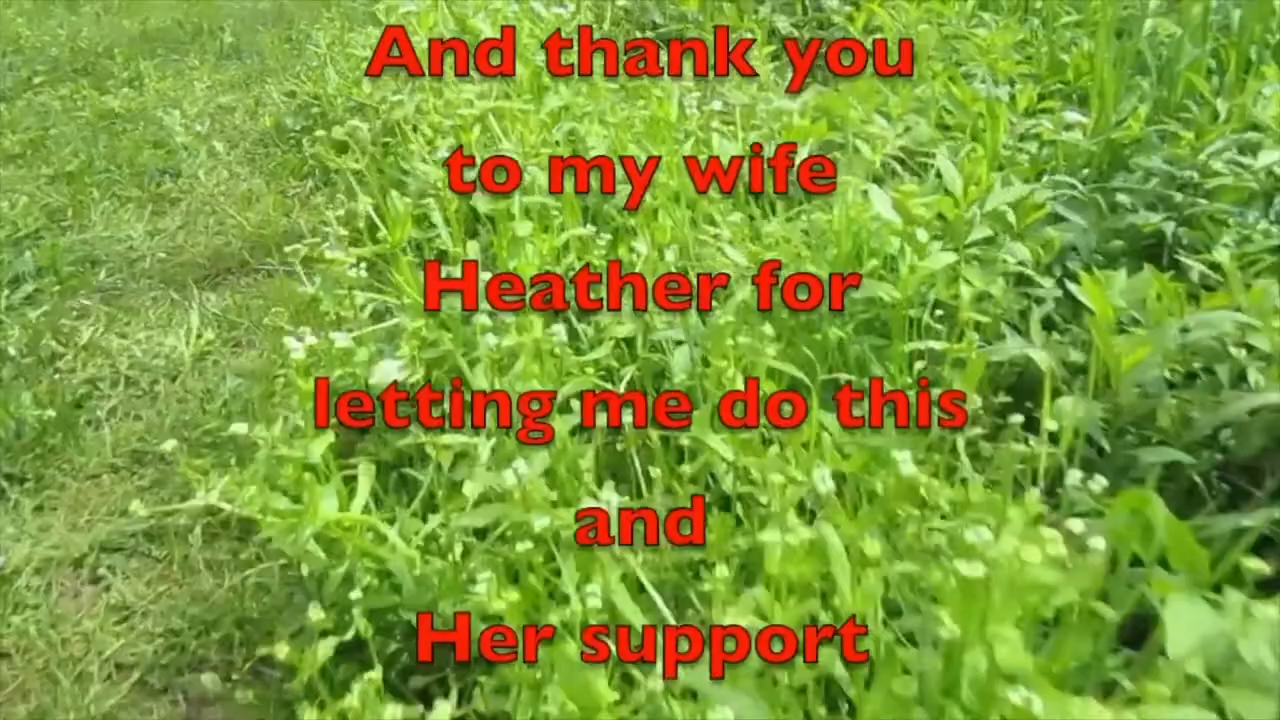 And thank you
to my wife
Heather for
letting me do this
and
Her support